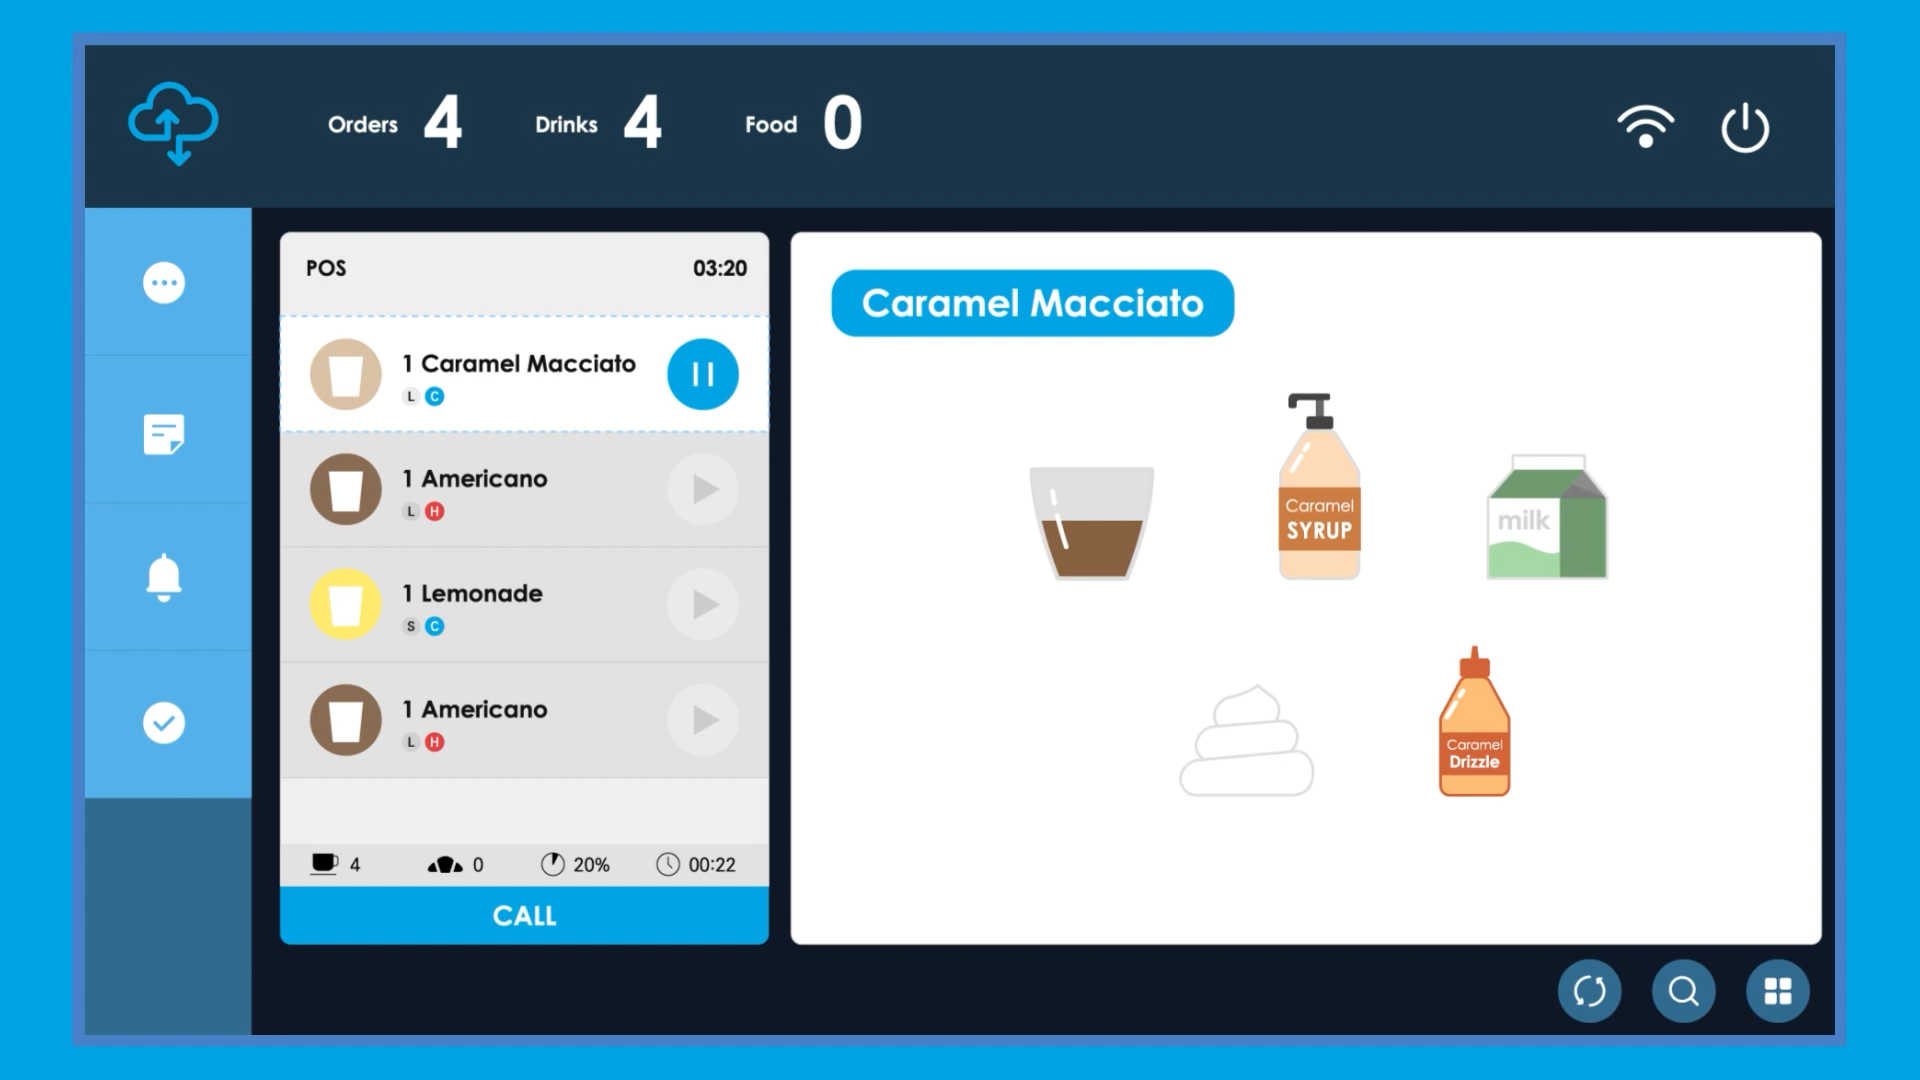 Orders 4 Drinks 4 Food 0
POS 03:20
1 Caramel Macciato
L C
1 Americano
L H
1 Lemonade
S C
1 Americano
L H
4 0 20% 00:22
CALL
Caramel Macciato
Caramel
SYRUP
milk
Caramel
Drizzle